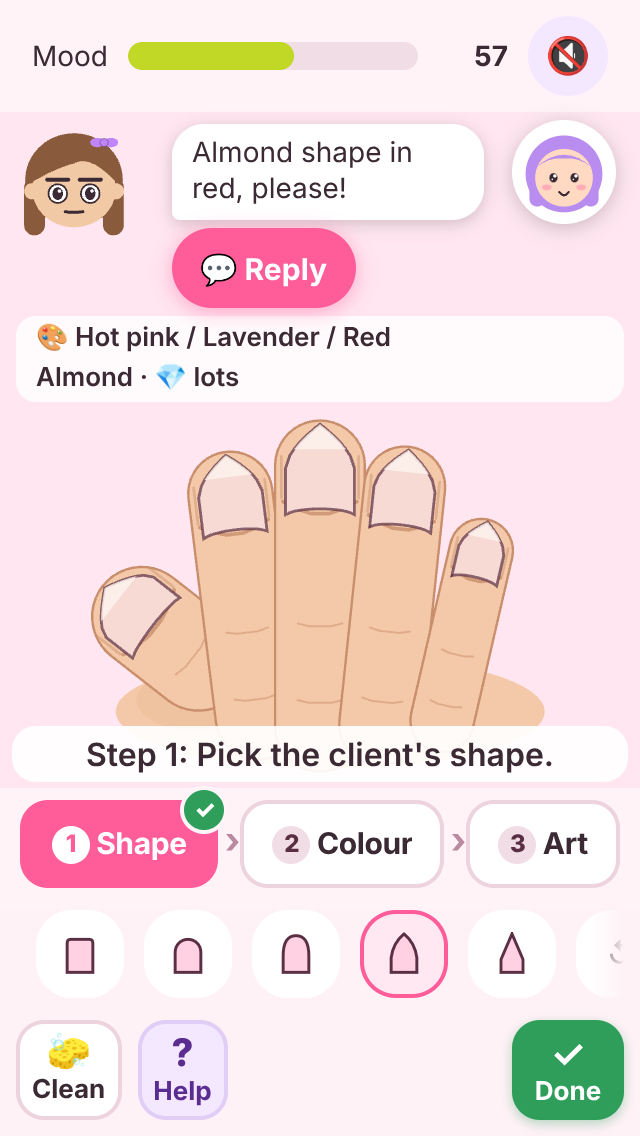 Mood
57
Almond shape in
red, please!
Reply
Hot pink / Lavender / Red
Almond · lots
Step 1: Pick the client's shape.
1 Shape
2 Colour
3 Art
Clean
? Help
Done